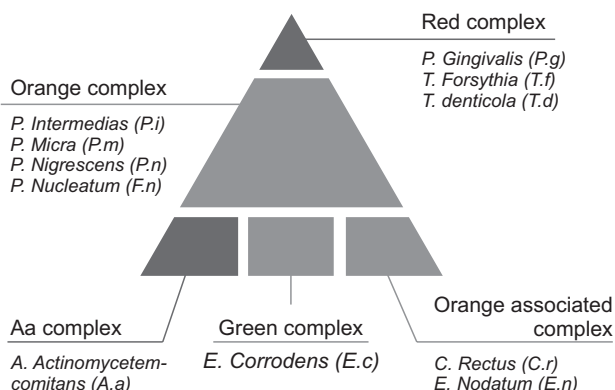 Red complex
P. Gingivalis (P.g)
T. Forsythia (T.f)
T. denticola (T.d)
Orange complex
P. Intermedias (P.i)
P. Micra (P.m)
P. Nigrescens (P.n)
P. Nucleatum (F.n)
Aa complex
A. Actinomycetem-
comitans (A.a)
Green complex
E. Corrodens (E.c)
Orange associated
complex
C. Rectus (C.r)
E. Nodatum (E.n)